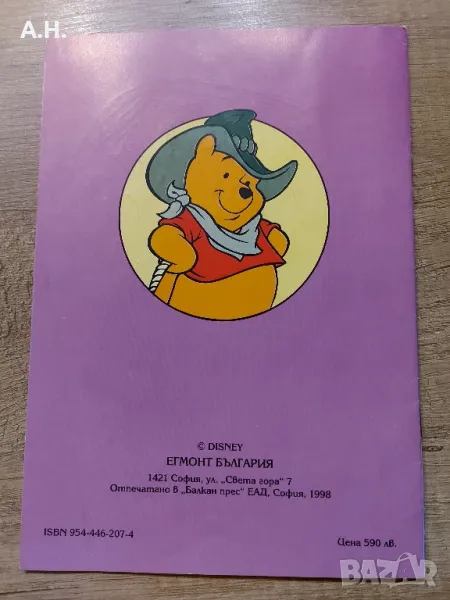 A.H.
© DISNEY
ЕГМОНТ БЪЛГАРИЯ
1421 София, ул. „Света гора" 7
Отпечатано в „Балкан прес" ЕАД, София, 1998
ISBN 954-446-207-4
Цена 590 лв.
BAZAR